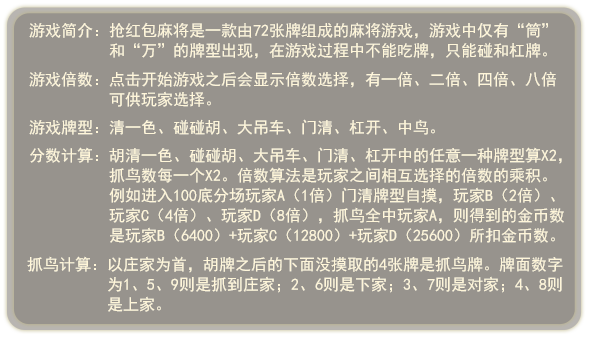 游戏简介：抢红包麻将是一款由72张牌组成的麻将游戏，游戏中仅有“筒”
和“万”的牌型出现，在游戏过程中不能吃牌，只能碰和杠牌。
游戏倍数：点击开始游戏之后会显示倍数选择，有一倍、二倍、四倍、八倍
可供玩家选择。
游戏牌型：清一色、碰碰胡、大吊车、门清、杠开、中鸟。
分数计算：胡清一色、碰碰胡、大吊车、门清、杠开中的任意一种牌型算X2，
抓鸟数每一个X2。倍数算法是玩家之间相互选择的倍数的乘积。
例如进入100底分场玩家A（1倍）门清牌型自摸，玩家B（2倍）、
玩家C（4倍）、玩家D（8倍），抓鸟全中玩家A，则得到的金币数
是玩家B（6400）+玩家C（12800）+玩家D（25600）所扣金币数。
抓鸟计算：以庄家为首，胡牌之后的下面没摸取的4张牌是抓鸟牌。牌面数字
为1、5、9则是抓到庄家；2、6则是下家；3、7则是对家；4、8则
是上家。